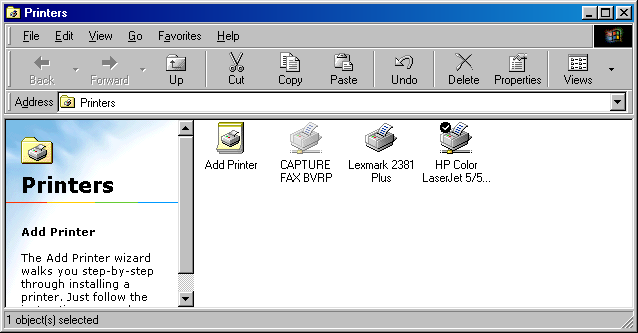 Printers
File Edit View Go Favorites Help
Back Forward Up Cut Copy Paste Undo Delete Properties Views
Address Printers
Printers
Add Printer
The Add Printer wizard
walks you step-by-step
through installing a
printer. Just follow the
Add Printer
CAPTURE
FAX BVRP
Lexmark 2381
Plus
HP Color
LaserJet 5/5...
1 object(s) selected